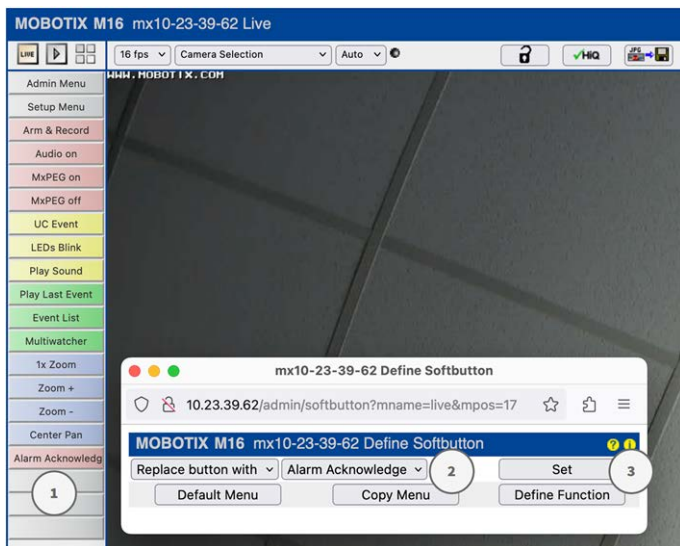 MOBOTIX M16 mx10-23-39-62 Live
LIVE
16 fps Camera Selection Auto HiQ JPG
WWW.MOBOTIX.COM
Admin Menu
Setup Menu
Arm & Record
Audio on
MxPEG on
MxPEG off
UC Event
LEDs Blink
Play Sound
Play Last Event
Event List
Multiwatcher
1x Zoom
Zoom +
Zoom -
Center Pan
Alarm Acknowledg
1
mx10-23-39-62 Define Softbutton
10.23.39.62/admin/softbutton?mname=live&mpos=17
MOBOTIX M16 mx10-23-39-62 Define Softbutton ? i
Replace button with Alarm Acknowledge 2 Set 3
Default Menu Copy Menu Define Function